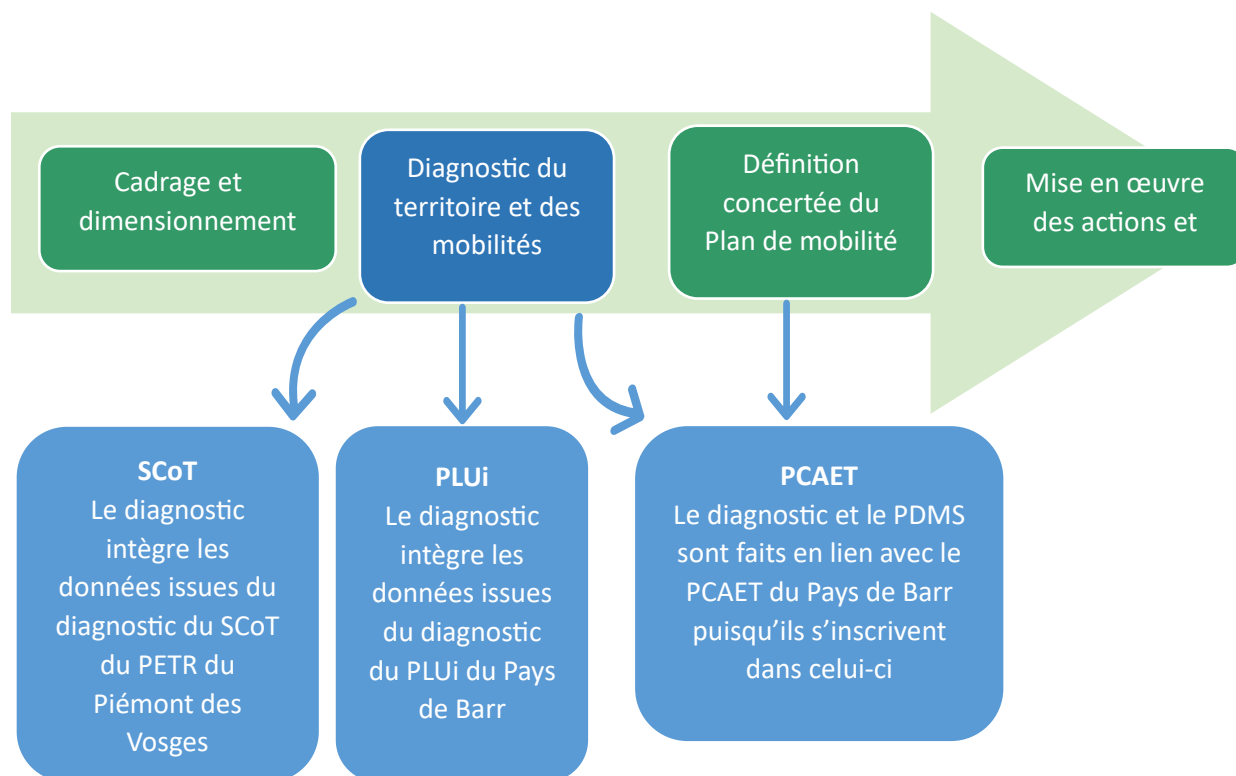 Cadrage et
dimensionnement
Diagnostic du
territoire et des
mobilités
Définition
concertée du
Plan de mobilité
Mise en œuvre
des actions et
SCoT
Le diagnostic
intègre les
données issues du
diagnostic du SCoT
du PETR du
Piémont des
Vosges
PLUi
Le diagnostic
intègre les
données issues
du diagnostic
du PLUi du Pays
de Barr
PCAET
Le diagnostic et le PDMS
sont faits en lien avec le
PCAET du Pays de Barr
puisqu’ils s’inscrivent
dans celui-ci